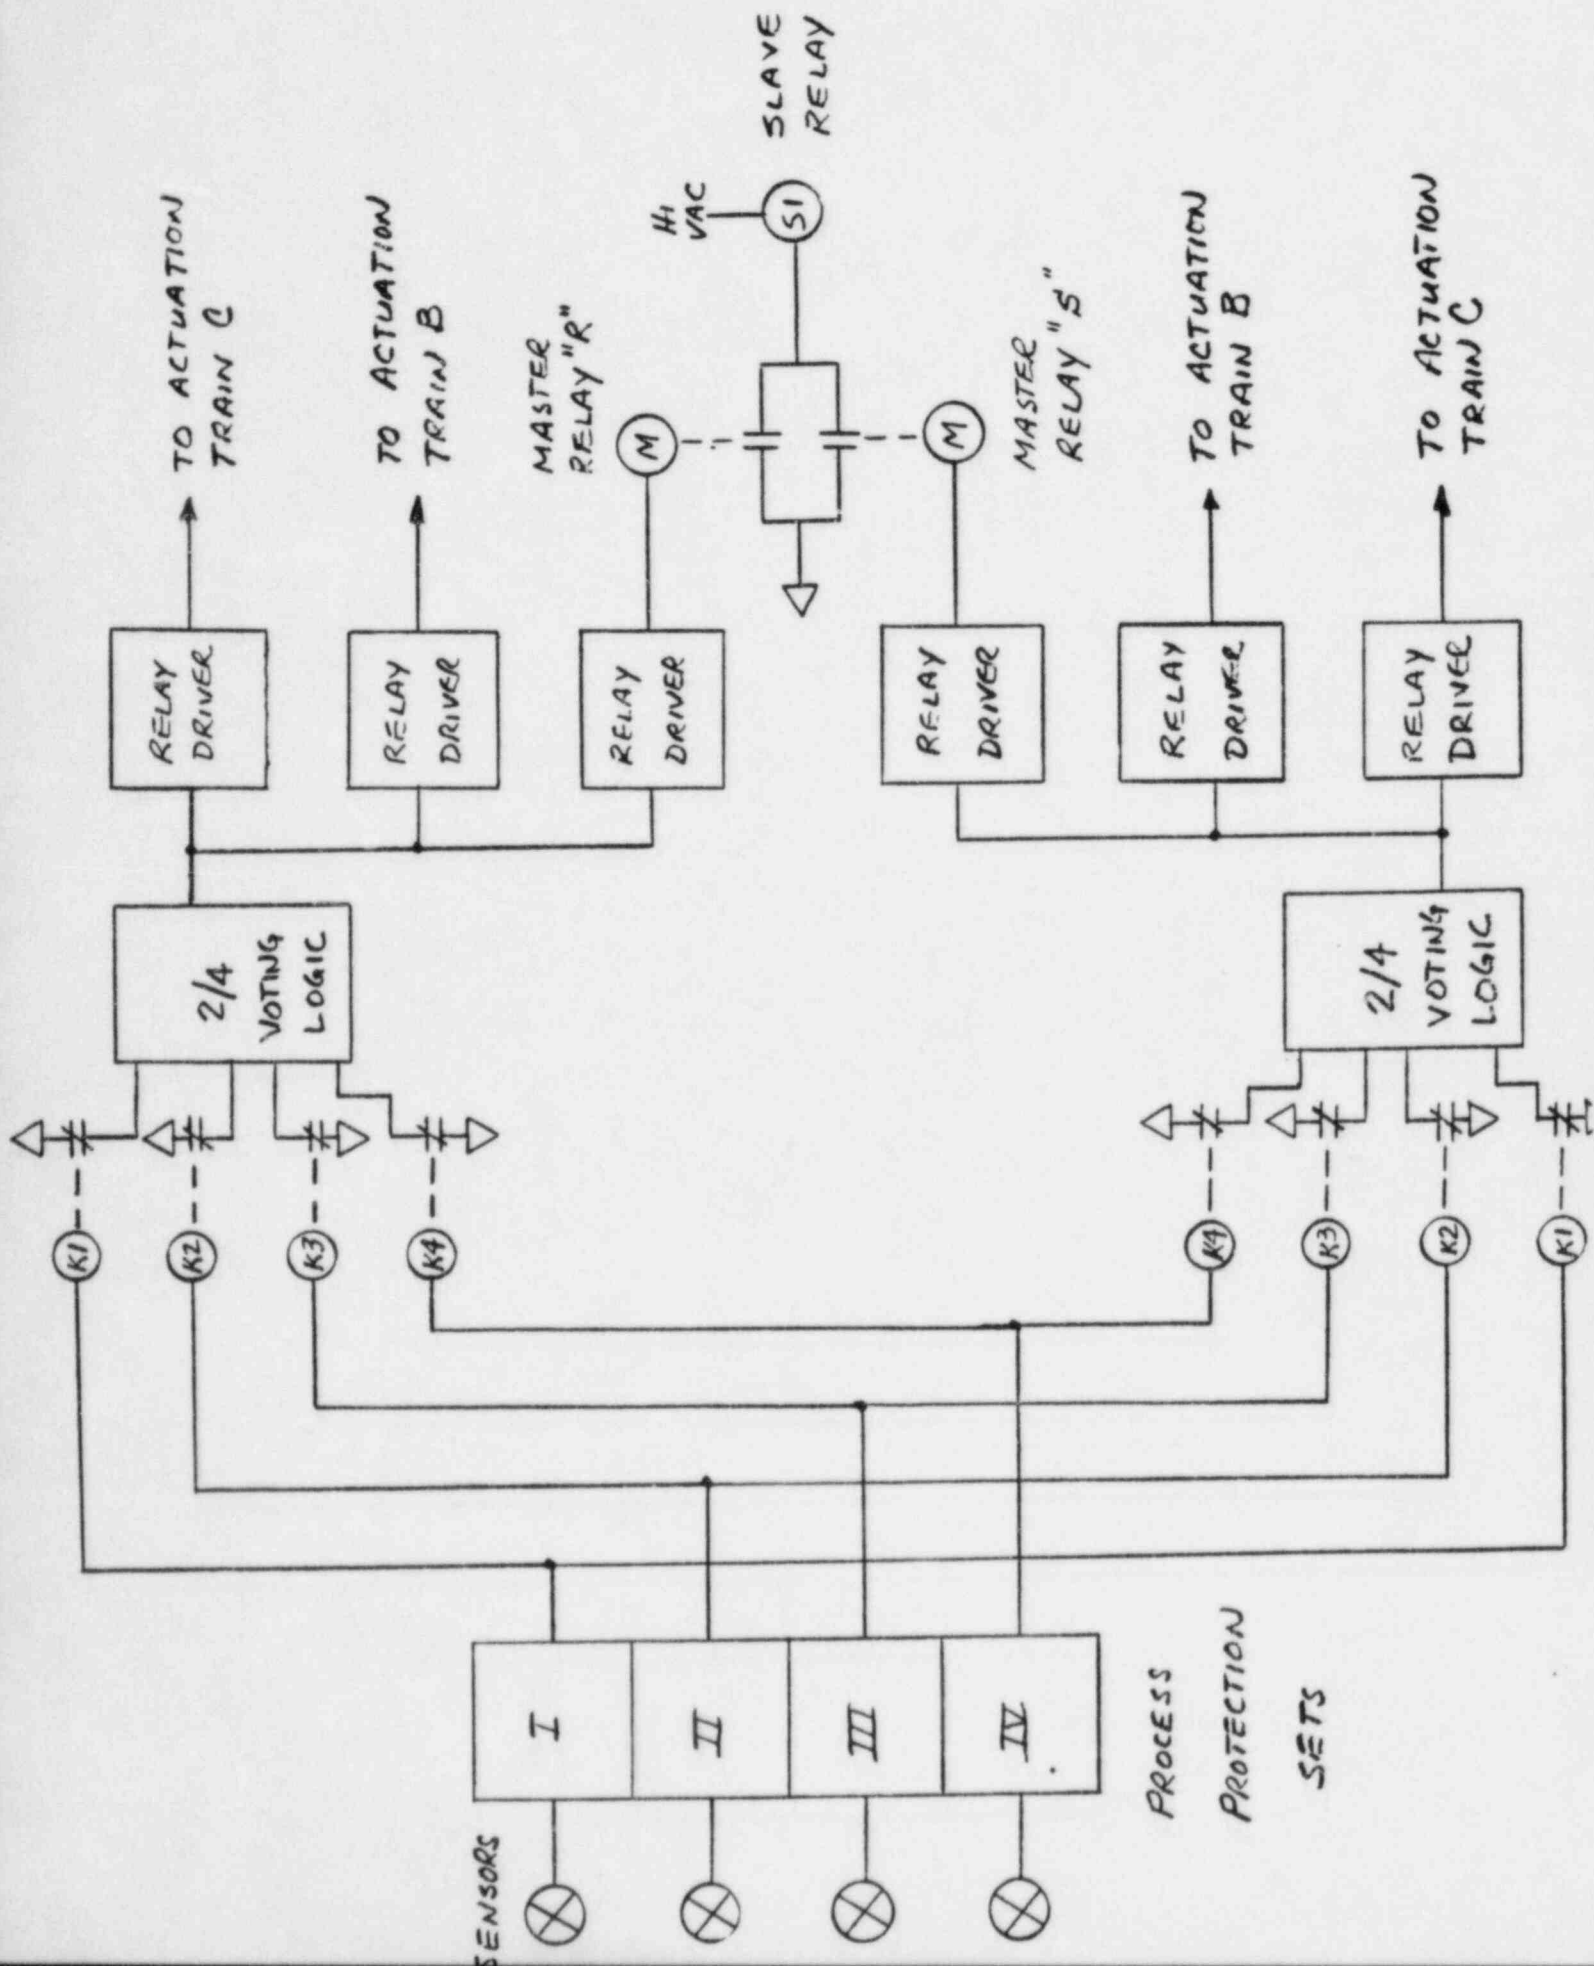 SENSORS
I
II
III
IV
PROCESS
PROTECTION
SETS
K1
K2
K3
K4
K4
K3
K2
K1
2/4
VOTING
LOGIC
2/4
VOTING
LOGIC
RELAY
DRIVER
RELAY
DRIVER
RELAY
DRIVER
RELAY
DRIVER
RELAY
DRIVER
RELAY
DRIVER
TO ACTUATION
TRAIN C
TO ACTUATION
TRAIN B
MASTER
RELAY "R"
M
HI
VAC
S1
SLAVE
RELAY
M
MASTER
RELAY "S"
TO ACTUATION
TRAIN B
TO ACTUATION
TRAIN C